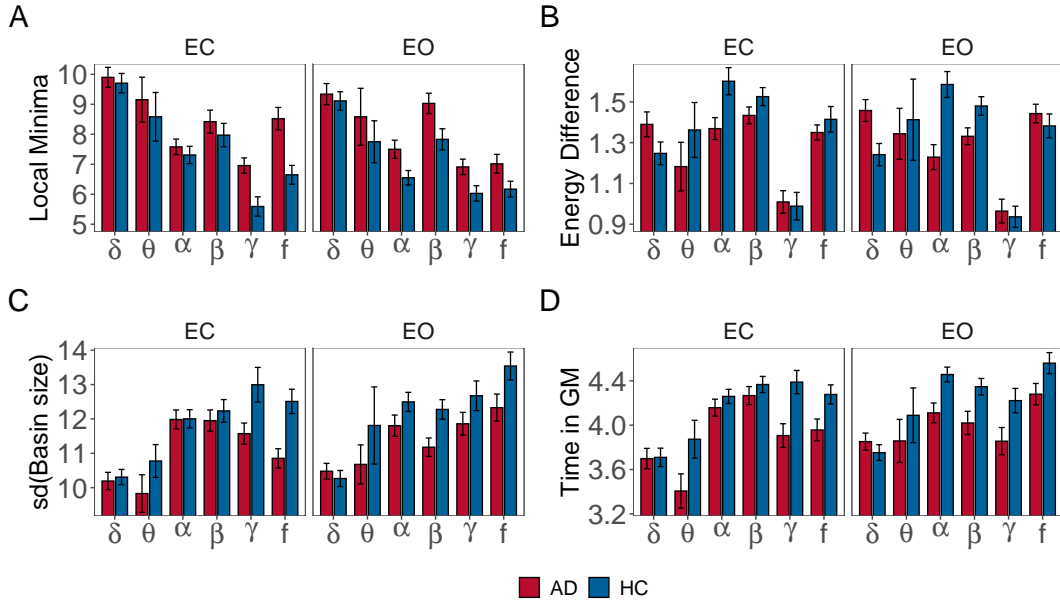 A
EC EO
Local Minima
10
9
8
7
6
5
δ θ α β γ f δ θ α β γ f
B
EC EO
Energy Difference
1.5
1.3
1.1
0.9
δ θ α β γ f δ θ α β γ f
C
EC EO
sd(Basin size)
14
13
12
11
10
δ θ α β γ f δ θ α β γ f
D
EC EO
Time in GM
4.4
4.0
3.6
3.2
δ θ α β γ f δ θ α β γ f
AD HC